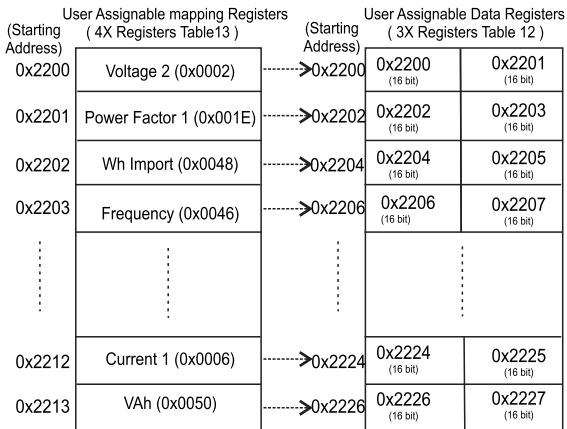 User Assignable mapping Registers
( 4X Registers Table13 )
User Assignable Data Registers
( 3X Registers Table 12 )
(Starting
Address)
(Starting
Address)
0x2200 Voltage 2 (0x0002) 0x2200 0x2200 (16 bit) 0x2201 (16 bit)
0x2201 Power Factor 1 (0x001E) 0x2202 0x2202 (16 bit) 0x2203 (16 bit)
0x2202 Wh Import (0x0048) 0x2204 0x2204 (16 bit) 0x2205 (16 bit)
0x2203 Frequency (0x0046) 0x2206 0x2206 (16 bit) 0x2207 (16 bit)
0x2212 Current 1 (0x0006) 0x2224 0x2224 (16 bit) 0x2225 (16 bit)
0x2213 VAh (0x0050) 0x2226 0x2226 (16 bit) 0x2227 (16 bit)